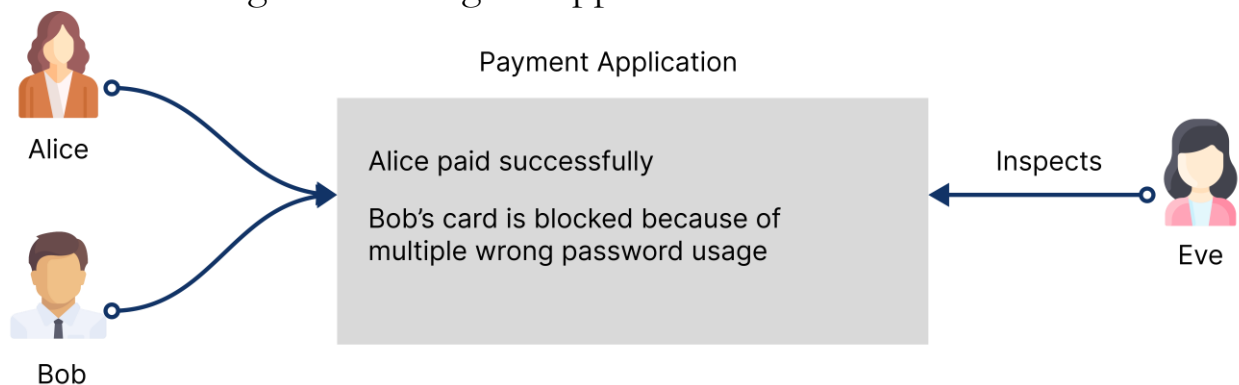 Payment Application
Alice
Alice paid successfully
Bob's card is blocked because of
multiple wrong password usage
Inspects
Eve
Bob